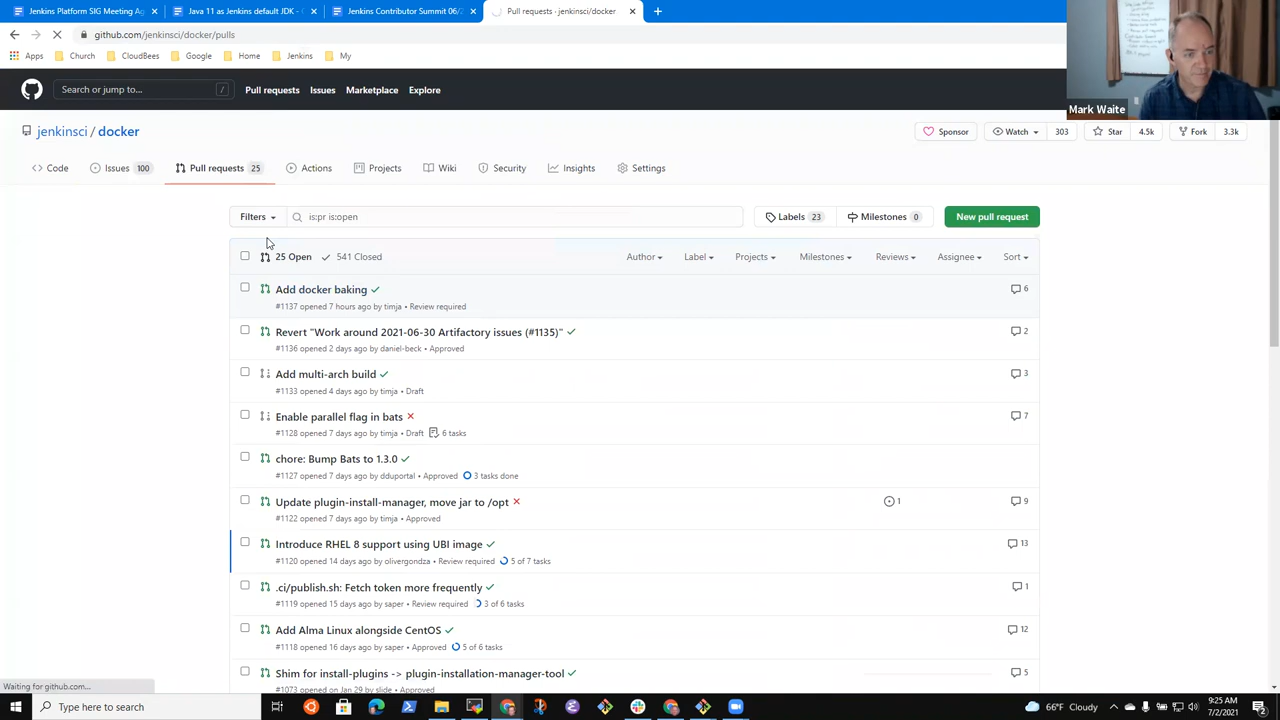 Jenkins Platform SIG Meeting Ag
Java 11 as Jenkins default JDK - G
Jenkins Contributor Summit 06/2
Pull requests · jenkinsci/docker
github.com/jenkinsci/docker/pulls
Apps Church CloudBees Google Home Jenkins My
Search or jump to... /
Pull requests Issues Marketplace Explore
Mark Waite
jenkinsci / docker
Sponsor Watch 303 Star 4.5k Fork 3.3k
Code Issues 100 Pull requests 25 Actions Projects Wiki Security Insights Settings
Filters is:pr is:open Labels 23 Milestones 0 New pull request
25 Open 541 Closed Author Label Projects Milestones Reviews Assignee Sort
Add docker baking 6
#1137 opened 7 hours ago by timja • Review required
Revert "Work around 2021-06-30 Artifactory issues (#1135)" 2
#1136 opened 2 days ago by daniel-beck • Approved
Add multi-arch build 3
#1133 opened 4 days ago by timja • Draft
Enable parallel flag in bats 7
#1128 opened 7 days ago by timja • Draft 6 tasks
chore: Bump Bats to 1.3.0
#1127 opened 7 days ago by dduportal • Approved 3 tasks done
Update plugin-install-manager, move jar to /opt 1 9
#1122 opened 7 days ago by timja • Approved
Introduce RHEL 8 support using UBI image 13
#1120 opened 14 days ago by olivergondza • Review required 5 of 7 tasks
.ci/publish.sh: Fetch token more frequently 1
#1119 opened 15 days ago by saper • Review required 3 of 6 tasks
Add Alma Linux alongside CentOS 12
#1118 opened 16 days ago by saper • Approved 5 of 6 tasks
Shim for install-plugins -> plugin-installation-manager-tool 5
#1073 opened on Jan 29 by slide • Approved
Waiting for github.com...
Type here to search
66°F Cloudy
9:25 AM
7/2/2021
2